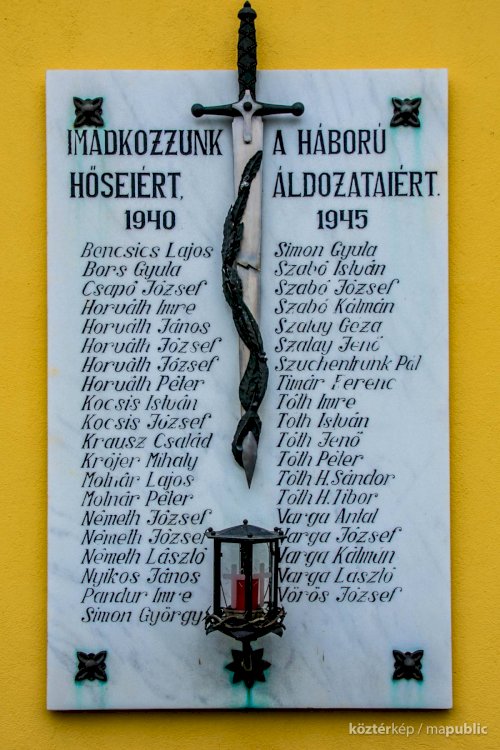 IMÁDKOZZUNK A HÁBORÚ
HŐSEIÉRT, ÁLDOZATAIÉRT.
1940 1945
Bencsics Lajos
Bors Gyula
Csapó József
Horváth Imre
Horváth János
Horváth József
Horváth József
Horváth Péter
Kocsis István
Kocsis József
Krausz Család
Krójer Mihály
Molnár Lajos
Molnár Péter
Németh József
Németh József
Németh László
Nyikos János
Pandur Imre
Simon György
Simon Gyula
Szabó István
Szabó József
Szabó Kálmán
Szalay Géza
Szalay Jenő
Szuchentrunk Pál
Tímár Ferenc
Tóth Imre
Tóth István
Tóth Jenő
Tóth Péter
Tóth H. Sándor
Tóth H. Tibor
Varga Antal
Varga József
Varga Kálmán
Varga László
Vörös József
köztérkép / mapublic